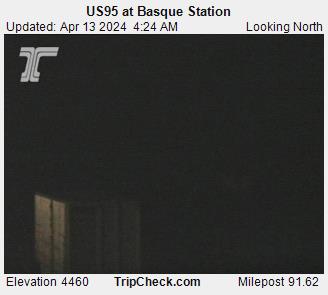 US95 at Basque Station
Updated: Apr 13 2024 4:24 AM Looking North
Elevation 4460 TripCheck.com Milepost 91.62